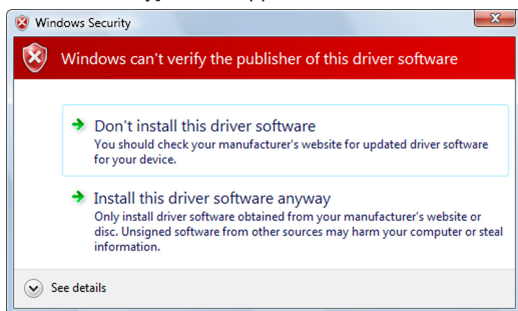 Windows Security
Windows can't verify the publisher of this driver software
Don't install this driver software
You should check your manufacturer's website for updated driver software
for your device.
Install this driver software anyway
Only install driver software obtained from your manufacturer's website or
disc. Unsigned software from other sources may harm your computer or steal
information.
See details